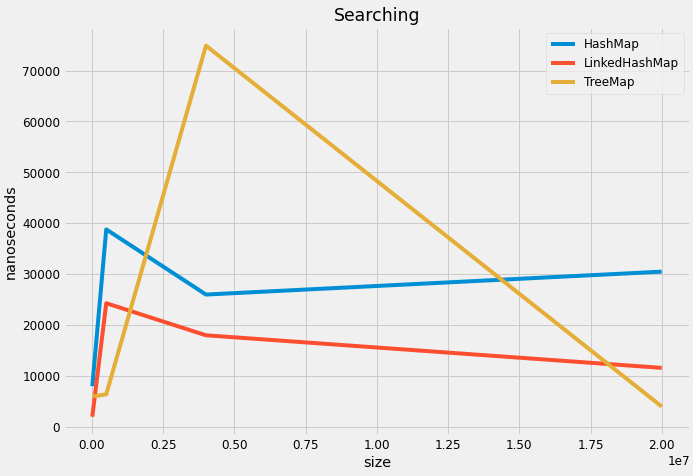 Searching
HashMap
LinkedHashMap
TreeMap
nanoseconds
70000
60000
50000
40000
30000
20000
10000
0
0.00 0.25 0.50 0.75 1.00 1.25 1.50 1.75 2.00
1e7
size